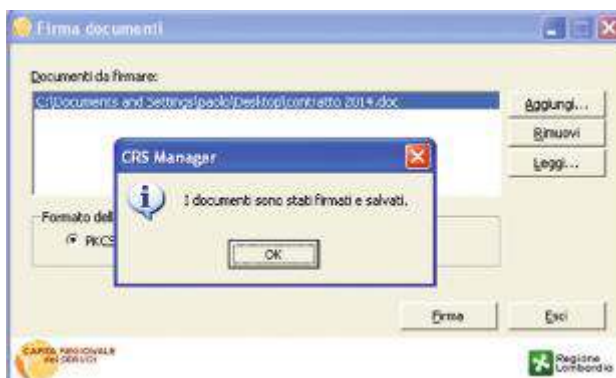 Firma documenti
Documenti da firmare:
C:\Documents and Settings\paolo\Desktop\contratto 2014.doc
Aggiungi...
Rimuovi
Leggi...
CRS Manager
I documenti sono stati firmati e salvati.
OK
Formato dell
PKCS
Firma
Esci
CARTA REGIONALE
dei SERVIZI
Regione
Lombardia